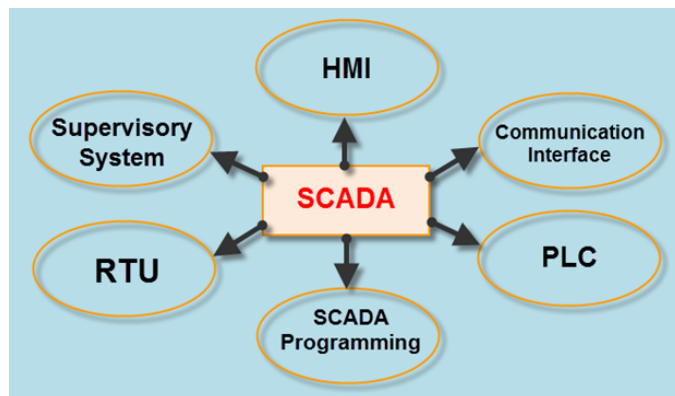 HMI
Supervisory
System
Communication
Interface
SCADA
RTU
PLC
SCADA
Programming